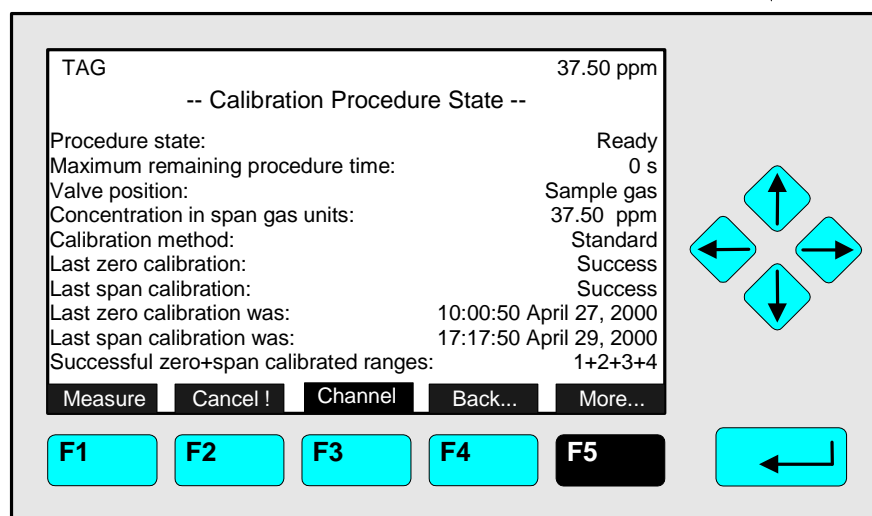 TAG 37.50 ppm
-- Calibration Procedure State --
Procedure state: Ready
Maximum remaining procedure time: 0 s
Valve position: Sample gas
Concentration in span gas units: 37.50 ppm
Calibration method: Standard
Last zero calibration: Success
Last span calibration: Success
Last zero calibration was: 10:00:50 April 27, 2000
Last span calibration was: 17:17:50 April 29, 2000
Successful zero+span calibrated ranges: 1+2+3+4
Measure Cancel ! Channel Back... More...
F1 F2 F3 F4 F5